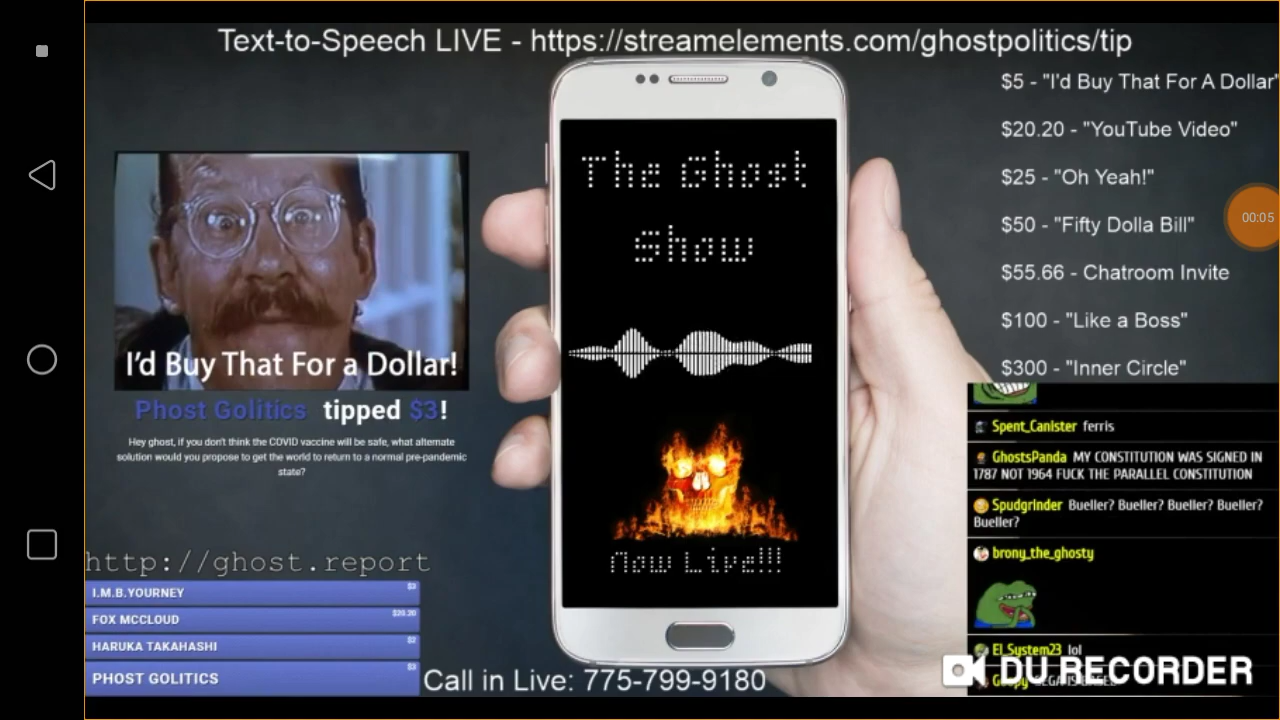 Text-to-Speech LIVE - https://streamelements.com/ghostpolitics/tip
$5 - "I'd Buy That For A Dollar"
$20.20 - "YouTube Video"
$25 - "Oh Yeah!"
$50 - "Fifty Dolla Bill"
$55.66 - Chatroom Invite
$100 - "Like a Boss"
$300 - "Inner Circle"
00:05
The Ghost
Show
Now Live!!!
I'd Buy That For a Dollar!
Phost Golitics tipped $3!
Hey ghost, if you don't think the COVID vaccine will be safe, what alternate
solution would you propose to get the world to return to a normal pre-pandemic
state?
http://ghost.report
I.M.B.YOURNEY $3
FOX MCCLOUD $20.20
HARUKA TAKAHASHI $2
PHOST GOLITICS $3
Call in Live: 775-799-9180
Spent_Canister ferris
GhostsPanda MY CONSTITUTION WAS SIGNED IN
1787 NOT 1964 FUCK THE PARALLEL CONSTITUTION
Spudgrinder Bueller? Bueller? Bueller? Bueller?
Bueller?
brony_the_ghosty
El_System23 lol
DU RECORDER